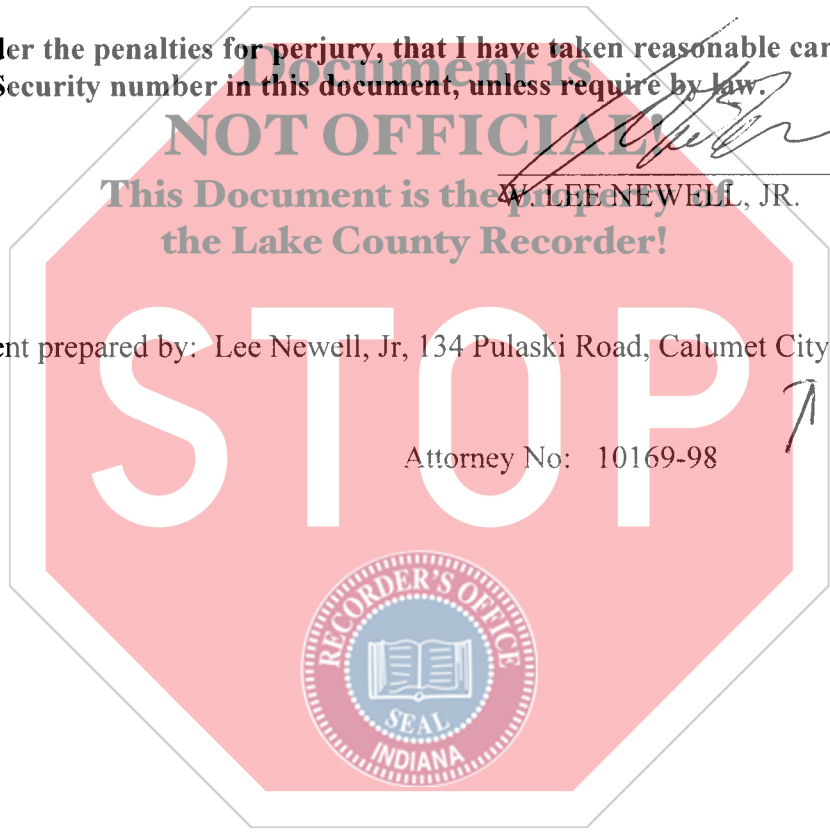 der the penalties for perjury, that I have taken reasonable car
Security number in this document, unless require by law.
Document is
NOT OFFICIAL!
This Document is the property of
the Lake County Recorder!
W. LEE NEWELL, JR.
ent prepared by: Lee Newell, Jr, 134 Pulaski Road, Calumet City
STOP
Attorney No: 10169-98
RECORDER'S OFFICE
SEAL
INDIANA